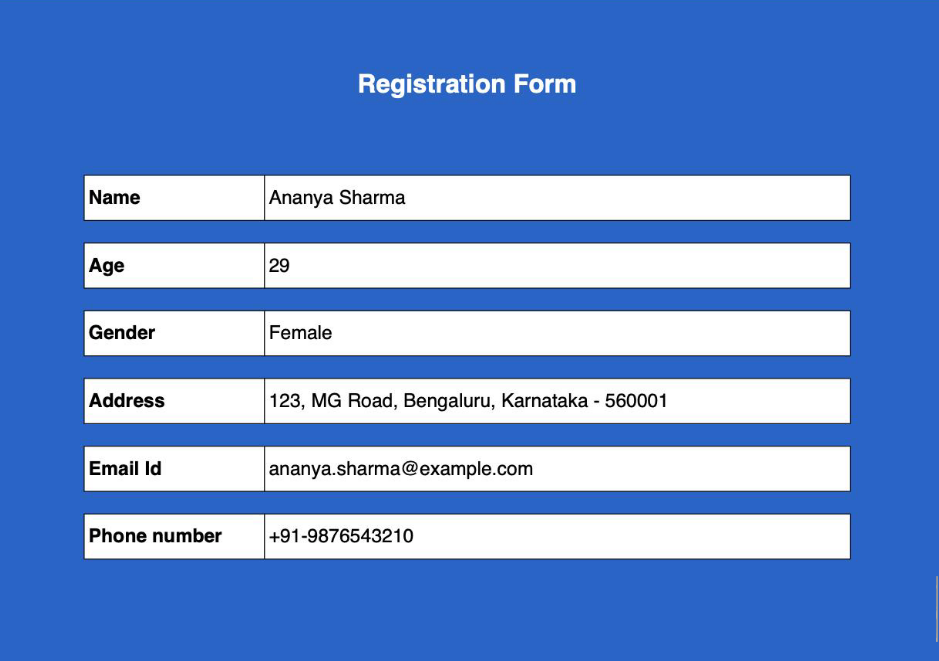 Registration Form
Name Ananya Sharma
Age 29
Gender Female
Address 123, MG Road, Bengaluru, Karnataka - 560001
Email Id ananya.sharma@example.com
Phone number +91-9876543210